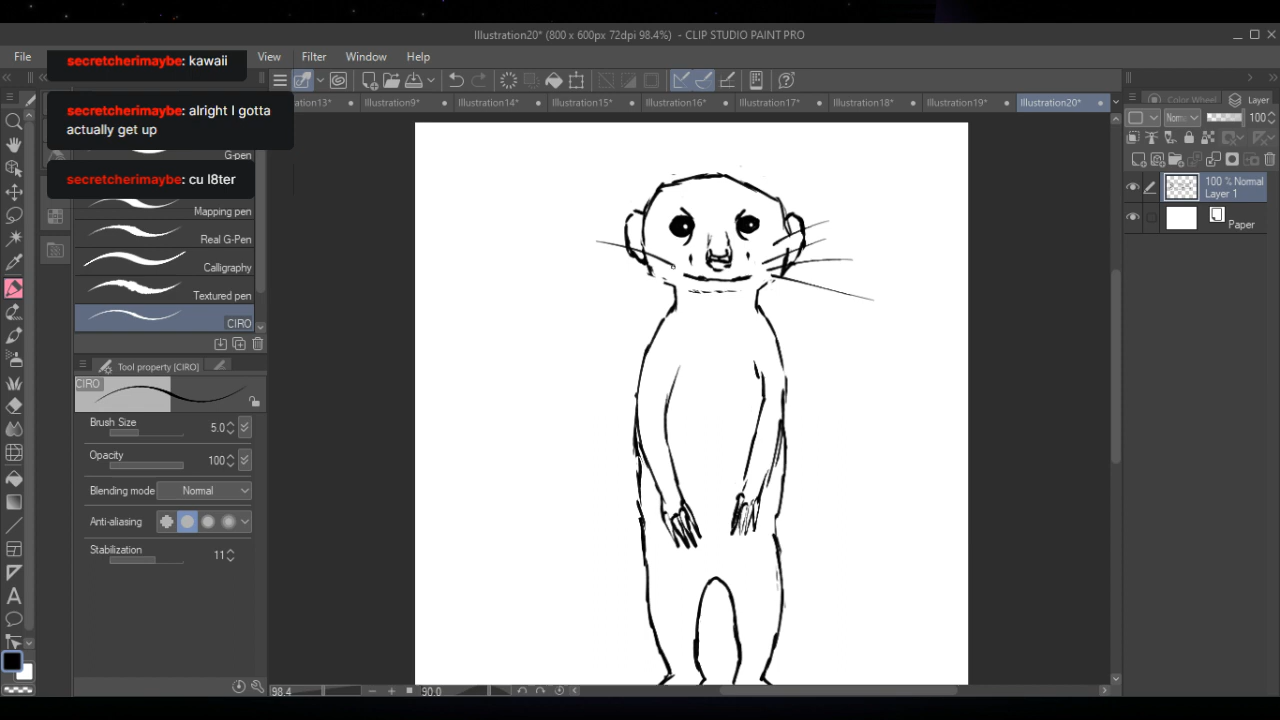 Illustration20* (800 x 600px 72dpi 98.4%) - CLIP STUDIO PAINT PRO
File
View
Filter
Window
Help
secretcherimaybe: kawaii
secretcherimaybe: alright I gotta
actually get up
secretcherimaybe: cu l8ter
Illustration9*
Illustration14*
Illustration15*
Illustration16*
Illustration17*
Illustration18*
Illustration19*
Illustration20*
Color Wheel
Layer
100
100 % Normal
Layer 1
Paper
G-pen
Mapping pen
Real G-Pen
Calligraphy
Textured pen
CIRO
Tool property [CIRO]
CIRO
Brush Size
5.0
Opacity
100
Blending mode
Normal
Anti-aliasing
Stabilization
11
98.4
90.0